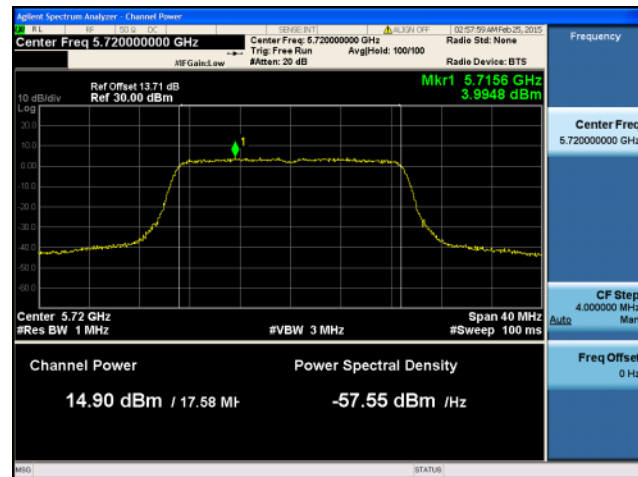 Agilent Spectrum Analyzer - Channel Power
RL RF 50 Ω DC SENSE:INT ALIGN OFF 02:57:59 AM Feb 25, 2015
Center Freq 5.720000000 GHz
Center Freq: 5.720000000 GHz Radio Std: None
Trig: Free Run Avg|Hold: 100/100
#IFGain:Low #Atten: 20 dB Radio Device: BTS
Frequency
Mkr1 5.7156 GHz
3.9948 dBm
Ref Offset 13.71 dB
10 dB/div Ref 30.00 dBm
Log
20.0
10.0
1
0.00
-10.0
-20.0
-30.0
-40.0
-50.0
-60.0
Center Freq
5.720000000 GHz
Center 5.72 GHz Span 40 MHz
#Res BW 1 MHz #VBW 3 MHz #Sweep 100 ms
CF Step
4.000000 MHz
Auto Man
Channel Power Power Spectral Density
14.90 dBm / 17.58 MH -57.55 dBm /Hz
Freq Offset
0 Hz
MSG STATUS